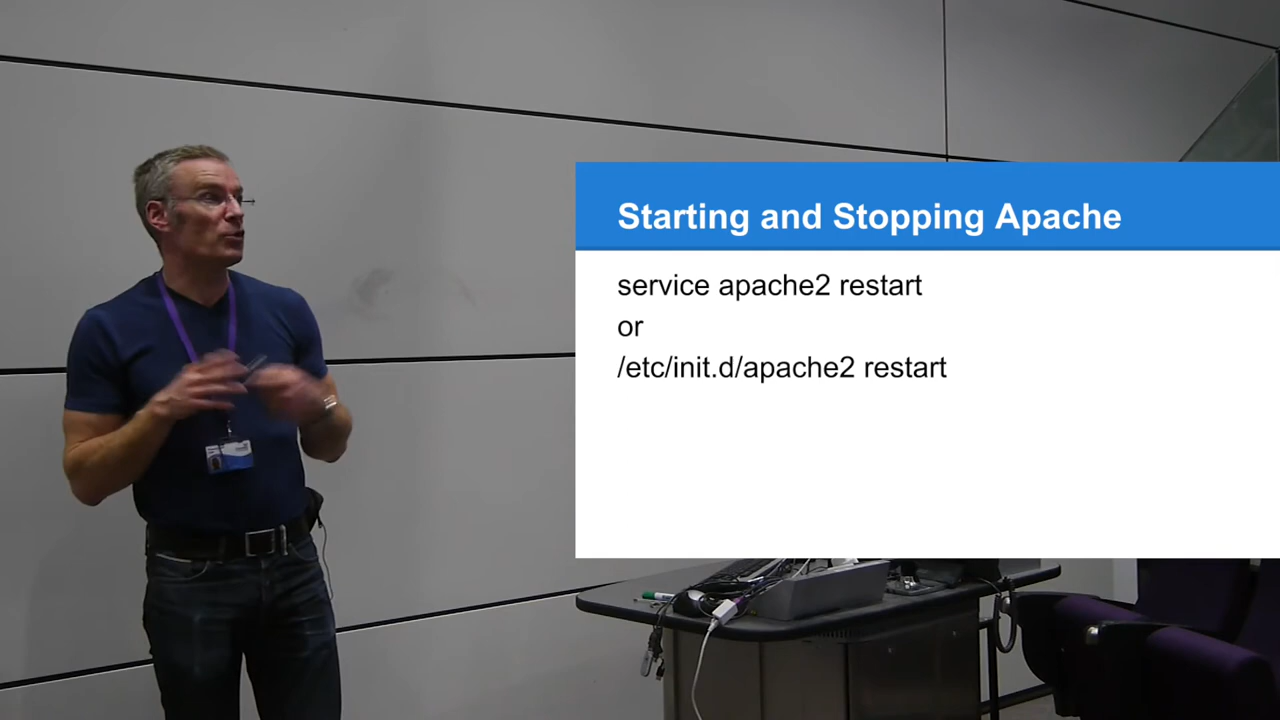 Starting and Stopping Apache
service apache2 restart
or
/etc/init.d/apache2 restart